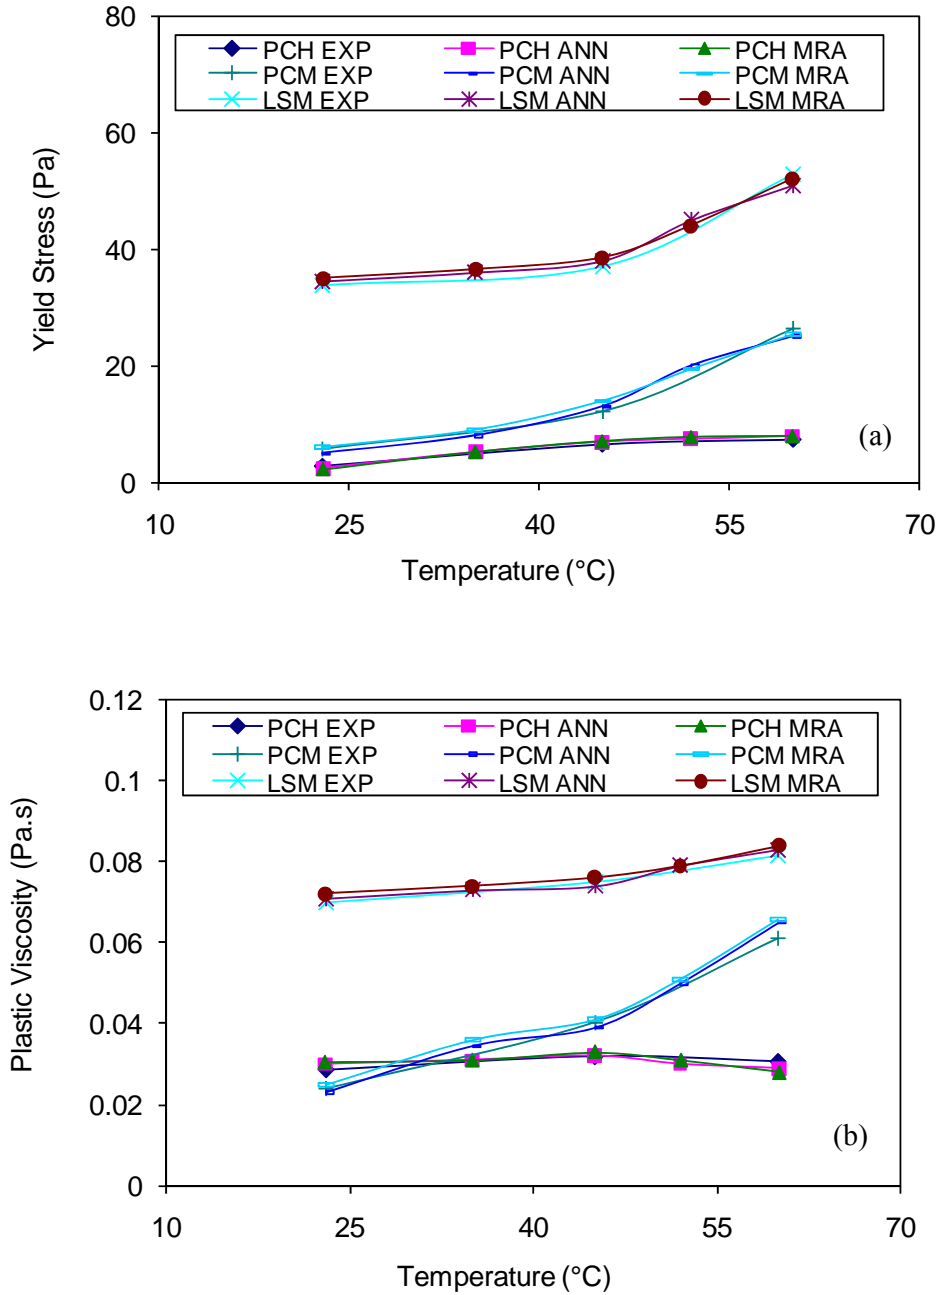 80
PCH EXP PCH ANN PCH MRA
PCM EXP PCM ANN PCM MRA
LSM EXP LSM ANN LSM MRA
60
40
20
0
Yield Stress (Pa)
(a)
10 25 40 55 70
Temperature (°C)
0.12
PCH EXP PCH ANN PCH MRA
PCM EXP PCM ANN PCM MRA
LSM EXP LSM ANN LSM MRA
0.1
0.08
0.06
0.04
0.02
0
Plastic Viscosity (Pa.s)
(b)
10 25 40 55 70
Temperature (°C)